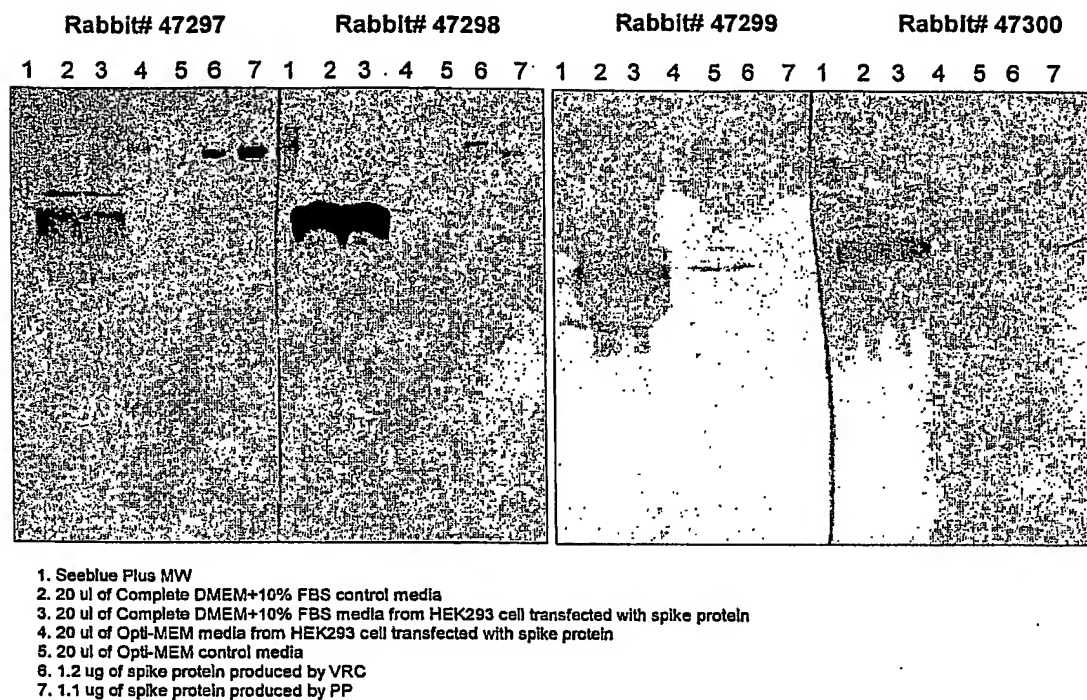 Rabbit# 47297 Rabbit# 47298 Rabbit# 47299 Rabbit# 47300
1 2 3 4 5 6 7 1 2 3 4 5 6 7 1 2 3 4 5 6 7 1 2 3 4 5 6 7
1. Seeblue Plus MW
2. 20 ul of Complete DMEM+10% FBS control media
3. 20 ul of Complete DMEM+10% FBS media from HEK293 cell transfected with spike protein
4. 20 ul of Opti-MEM media from HEK293 cell transfected with spike protein
5. 20 ul of Opti-MEM control media
6. 1.2 ug of spike protein produced by VRC
7. 1.1 ug of spike protein produced by PP